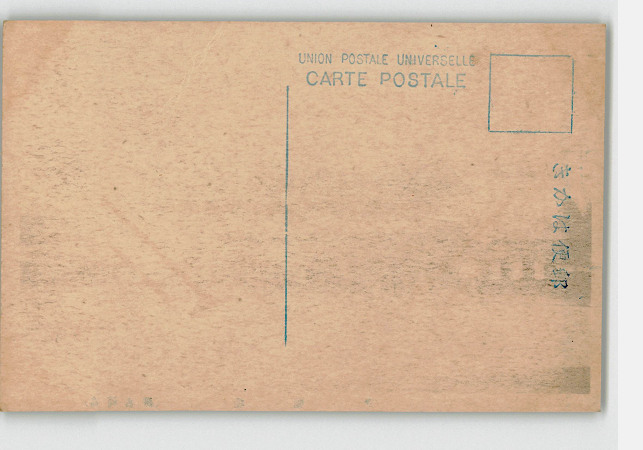 UNION POSTALE UNIVERSELLE
CARTE POSTALE
きかは便郵